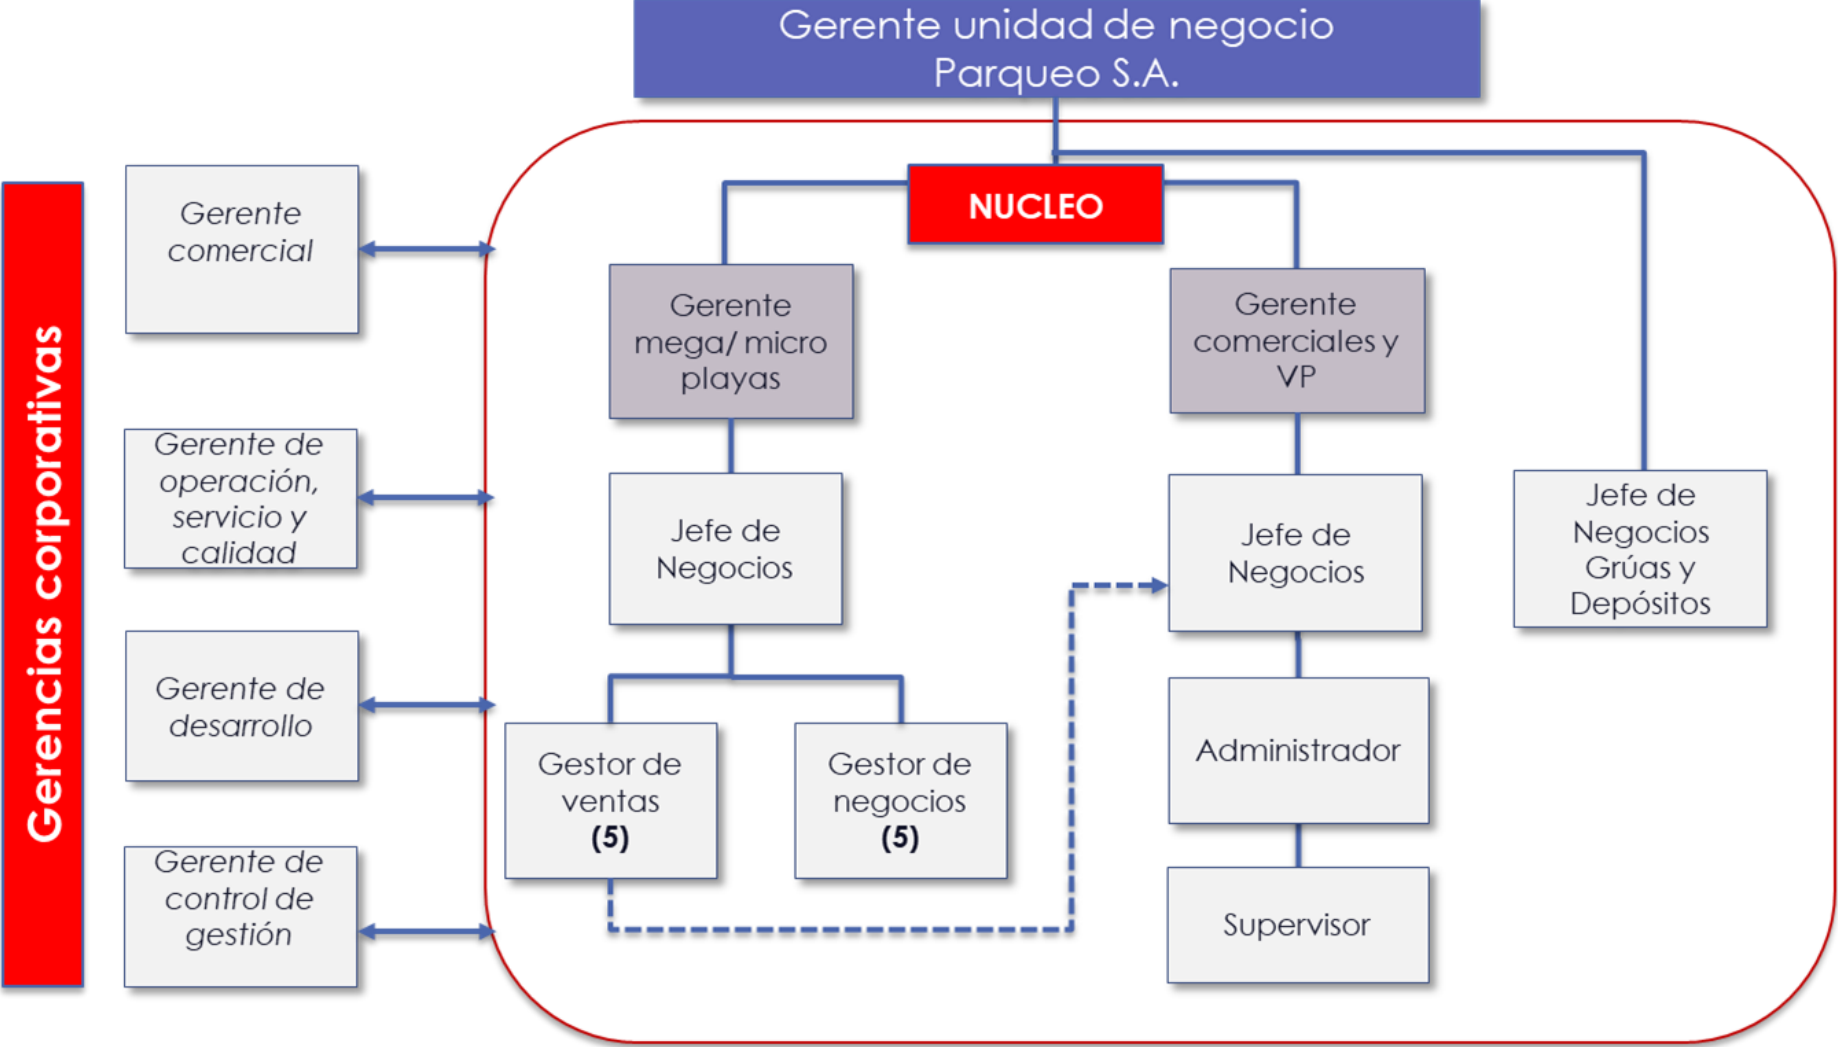 Gerente unidad de negocio
Parqueo S.A.
NUCLEO
Gerencias corporativas
Gerente
comercial
Gerente de
operación,
servicio y
calidad
Gerente de
desarrollo
Gerente de
control de
gestión
Gerente
mega/ micro
playas
Jefe de
Negocios
Gestor de
ventas
(5)
Gestor de
negocios
(5)
Gerente
comerciales y
VP
Jefe de
Negocios
Administrador
Supervisor
Jefe de
Negocios
Grúas y
Depósitos